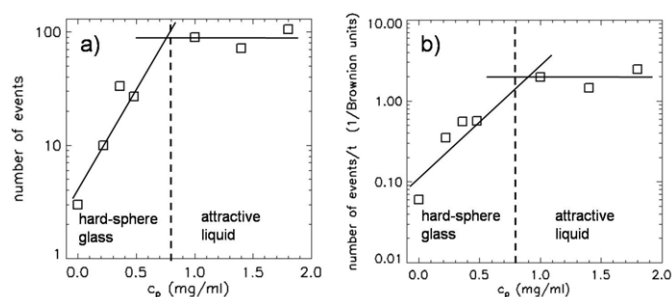 a)
number of events
100
10
1
hard-sphere
glass
attractive
liquid
0.0 0.5 1.0 1.5 2.0
c_p (mg/ml)
b)
number of events/t (1/Brownian units)
10.00
1.00
0.10
0.01
hard-sphere
glass
attractive
liquid
0.0 0.5 1.0 1.5 2.0
c_p (mg/ml)